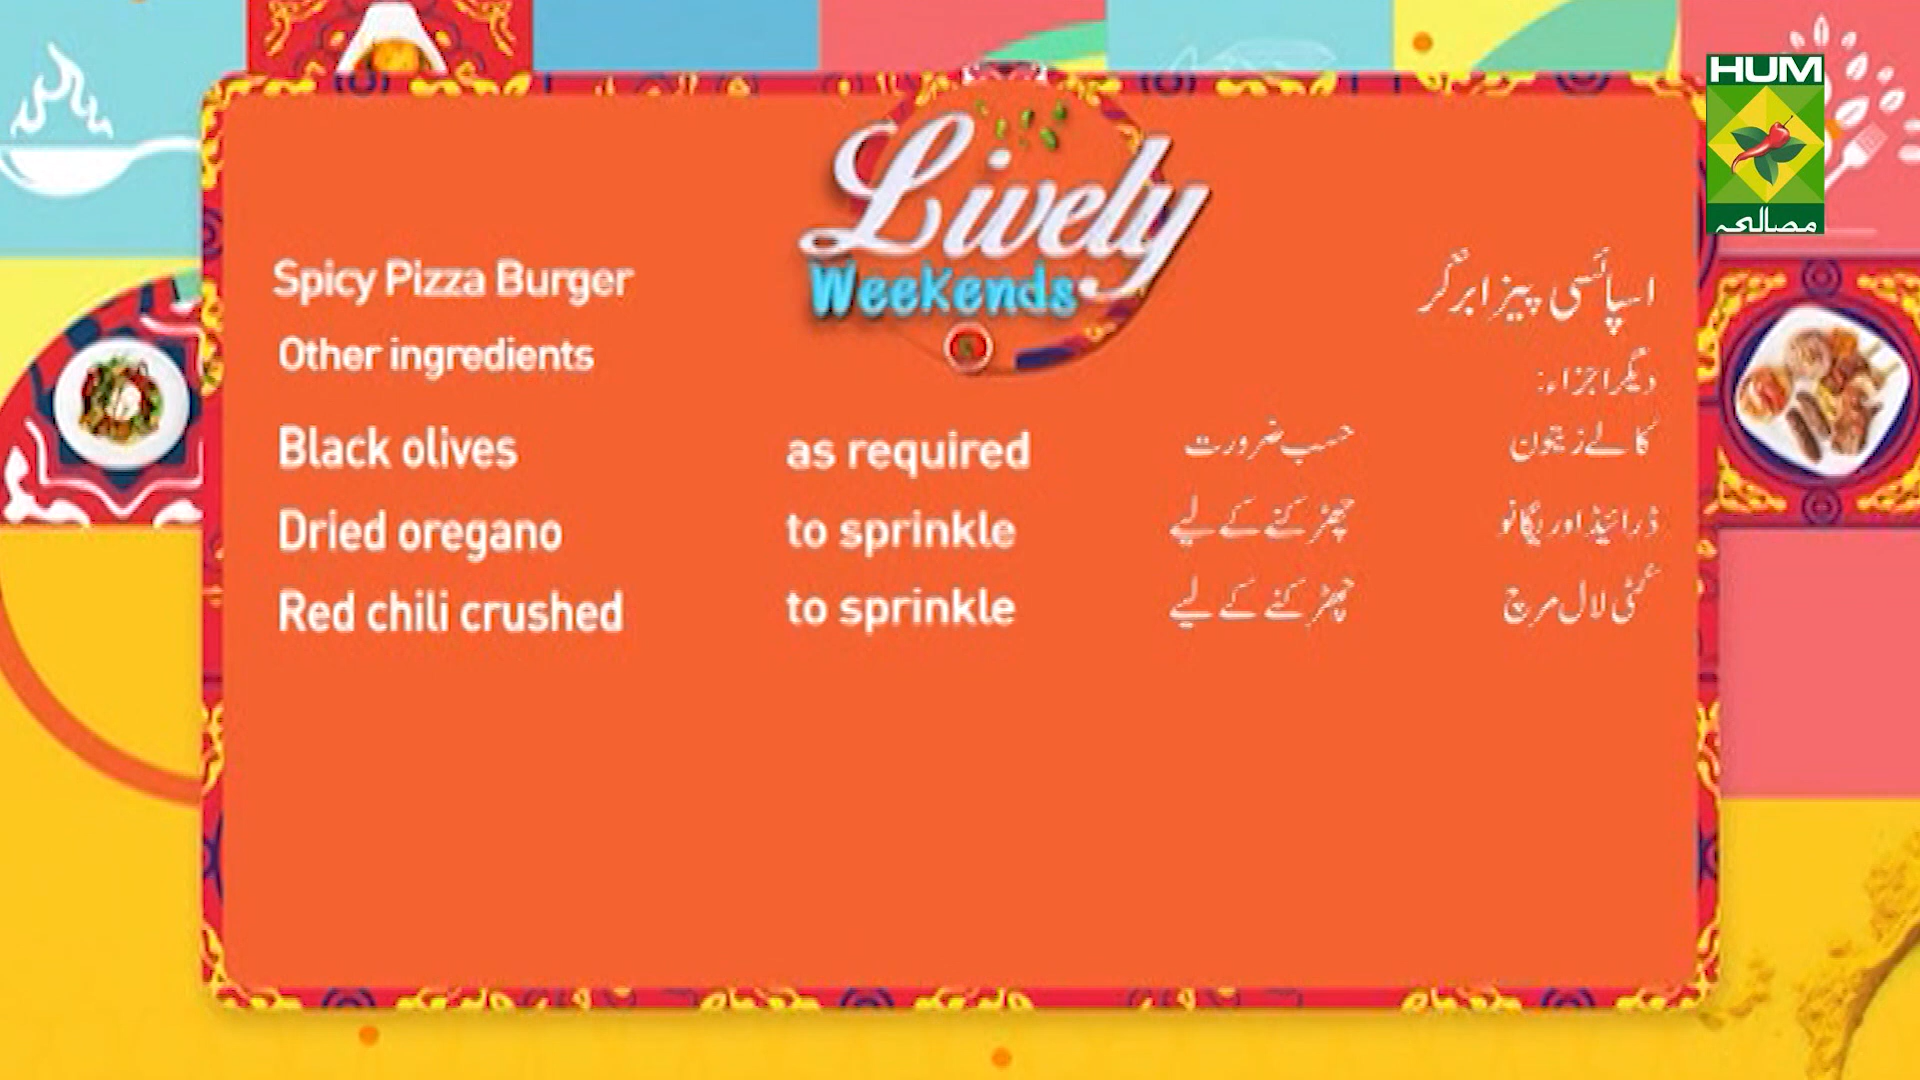 HUM
مصالحہ
Lively
Weekends
Spicy Pizza Burger اسپائسی پیزا برگر
Other ingredients دیگر اجزاء:
Black olives as required حسب ضرورت کالے زیتون
Dried oregano to sprinkle چھڑکنے کے لیے ڈرائیڈ اوریگانو
Red chili crushed to sprinkle چھڑکنے کے لیے کٹی لال مرچ